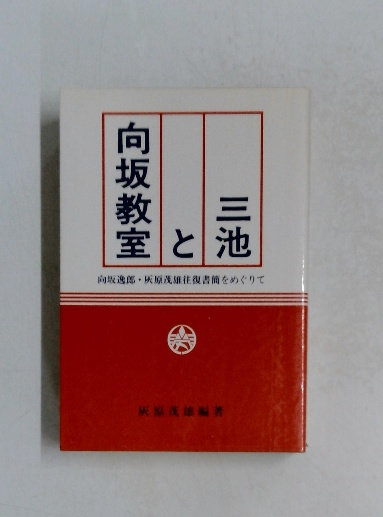 向坂教室
と
三池
向坂逸郎・灰原茂雄往復書簡をめぐりて
灰原茂雄編著